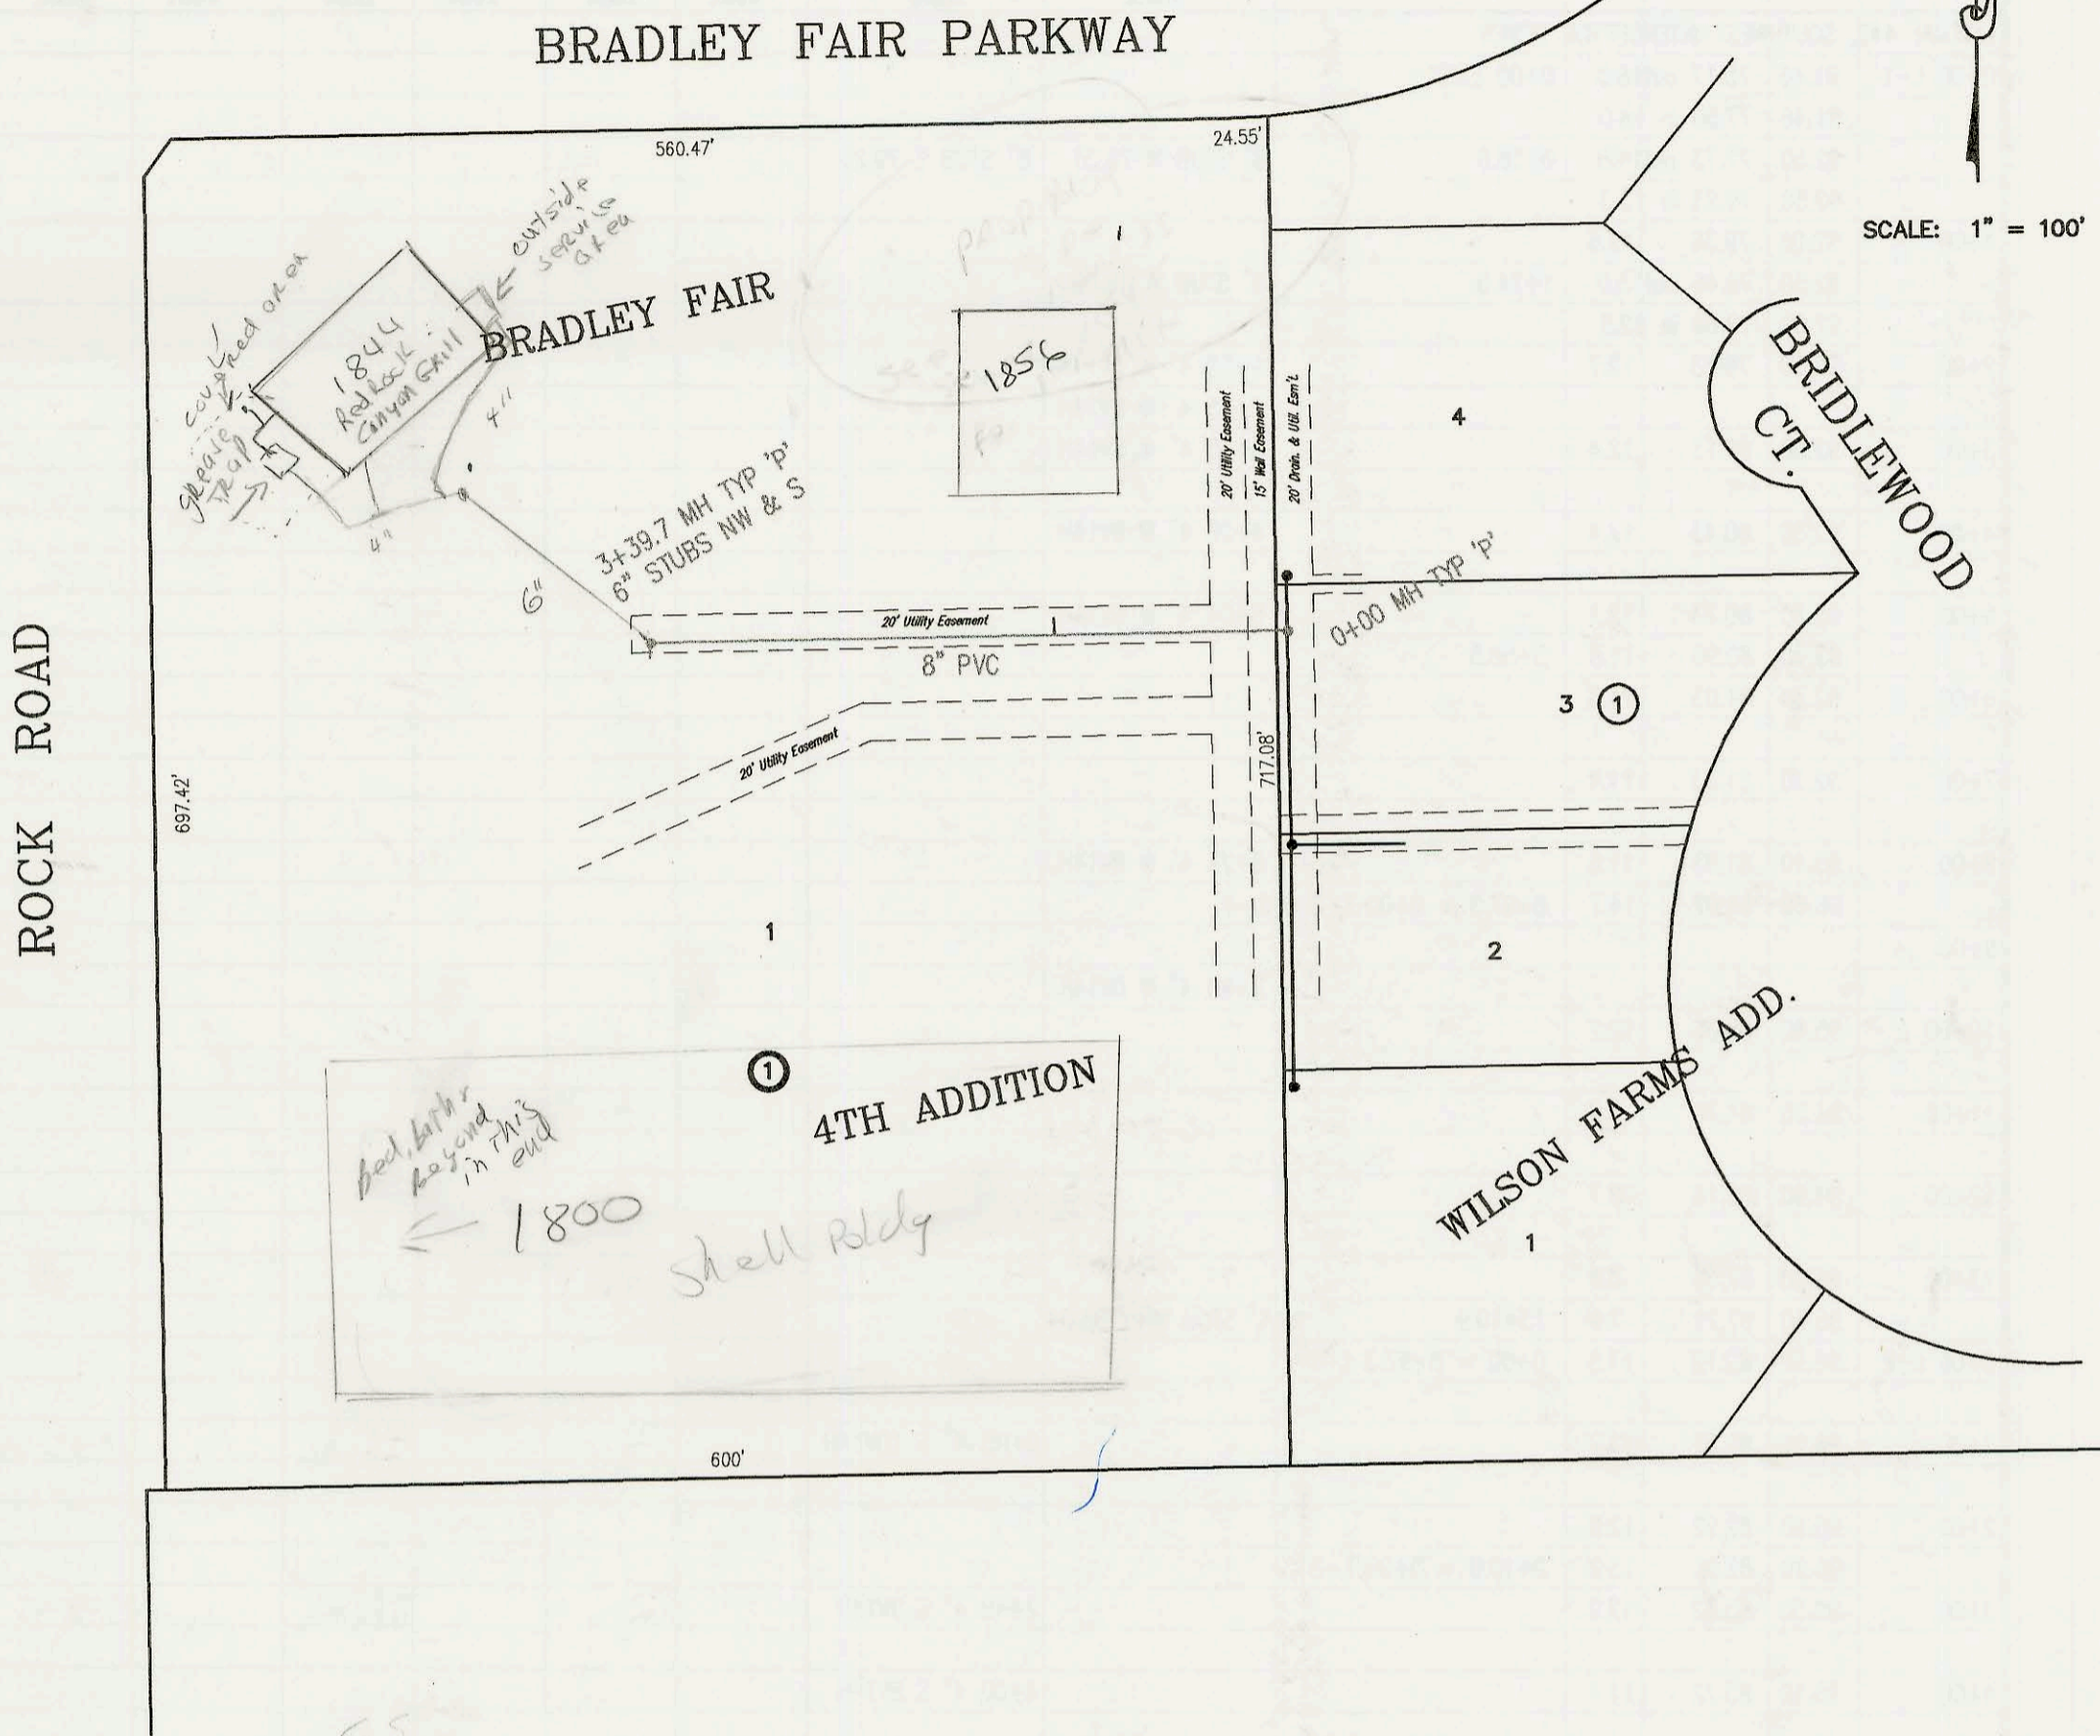 BRADLEY FAIR PARKWAY
560.47'
24.55'
SCALE: 1" = 100'
outside
service
area
covered area
1844
RedRock
Canyon Grill
BRADLEY FAIR
grease
TRAP
4"
4"
6"
3+39.7 MH TYP 'P'
6" STUBS NW & S
1856
20' Utility Easement
15' Wall Easement
20' Drain. & Util. Esm't.
4
BRIDLEWOOD
CT.
0+00 MH TYP 'P'
20' Utility Easement
1
8" PVC
20' Utility Easement
ROCK ROAD
697.42'
717.08'
3 1
1
2
1
4TH ADDITION
Bed, Bath &
Beyond
in This
end
1800
Shell Bldg
WILSON FARMS ADD.
1
600'